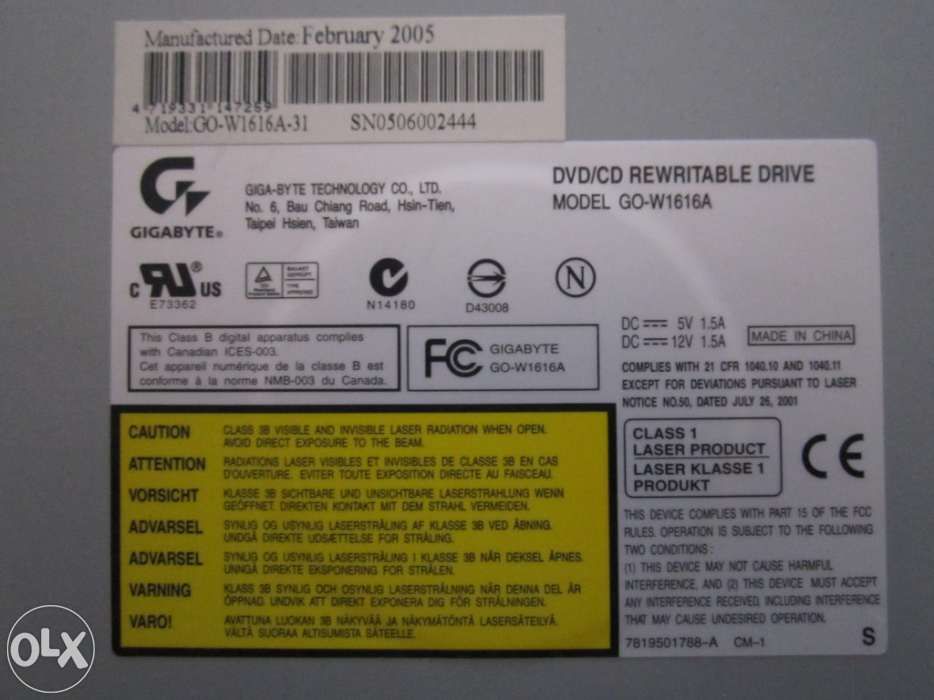 Manufactured Date: February 2005
4 719331 147259
Model:GO-W1616A-31 SN0506002444
GIGABYTE®
GIGA-BYTE TECHNOLOGY CO., LTD.
No. 6, Bau Chiang Road, Hsin-Tien,
Taipei Hsien, Taiwan
DVD/CD REWRITABLE DRIVE
MODEL GO-W1616A
c RU ® US
E73362
BAUART GEPRÜFT
TYPE APPROVED
N14180
D43008
N
DC 5V 1.5A
DC 12V 1.5A
MADE IN CHINA
This Class B digital apparatus complies
with Canadian ICES-003.
Cet appareil numérique de la classe B est
conforme à la norme NMB-003 du Canada.
FC GIGABYTE
GO-W1616A
COMPLIES WITH 21 CFR 1040.10 AND 1040.11
EXCEPT FOR DEVIATIONS PURSUANT TO LASER
NOTICE NO.50, DATED JULY 26, 2001
CLASS 1
LASER PRODUCT
LASER KLASSE 1
PRODUKT
CE
CAUTION CLASS 3B VISIBLE AND INVISIBLE LASER RADIATION WHEN OPEN.
AVOID DIRECT EXPOSURE TO THE BEAM.
ATTENTION RADIATIONS LASER VISIBLES ET INVISIBLES DE CLASSE 3B EN CAS
D'OUVERTURE. EVITER TOUTE EXPOSITION DIRECTE AU FAISCEAU.
VORSICHT KLASSE 3B SICHTBARE UND UNSICHTBARE LASERSTRAHLUNG WENN
GEÖFFNET. DIREKTEN KONTAKT MIT DEM STRAHL VERMEIDEN.
ADVARSEL SYNLIG OG USYNLIG LASERSTRÅLING AF KLASSE 3B VED ÅBNING.
UNDGÅ DIREKTE UDSÆTTELSE FOR STRÅLING.
ADVARSEL SYNLIG OG USYNLIG LASERSTRÅLING I KLASSE 3B NÅR DEKSEL ÅPNES.
UNDGÅ DIREKTE EKSPONERING FOR STRÅLEN.
VARNING KLASS 3B SYNLIG OCH OSYNLIG LASERSTRÅLNING NÄR DENNA DEL ÄR
ÖPPNAD. UNDVIK ATT DIREKT EXPONERA DIG FÖR STRÅLNINGEN.
VARO! AVATTUNA LUOKAN 3B NÄKYVÄÄ JA NÄKYMÄTÖNTÄ LASERSÄTEILYÄ.
VÄLTÄ SUORAA ALTISUMISTA SÄTEELLE.
THIS DEVICE COMPLIES WITH PART 15 OF THE FCC
RULES. OPERATION IS SUBJECT TO THE FOLLOWING
TWO CONDITIONS :
(1) THIS DEVICE MAY NOT CAUSE HARMFUL
INTERFERENCE, AND (2) THIS DEVICE MUST ACCEPT
ANY INTERFERENCE RECEIVED, INCLUDING INTERFERENCE
THAT MAY CAUSE UNDESIRED OPERATION.
7819501788-A CM-1 S
OLX